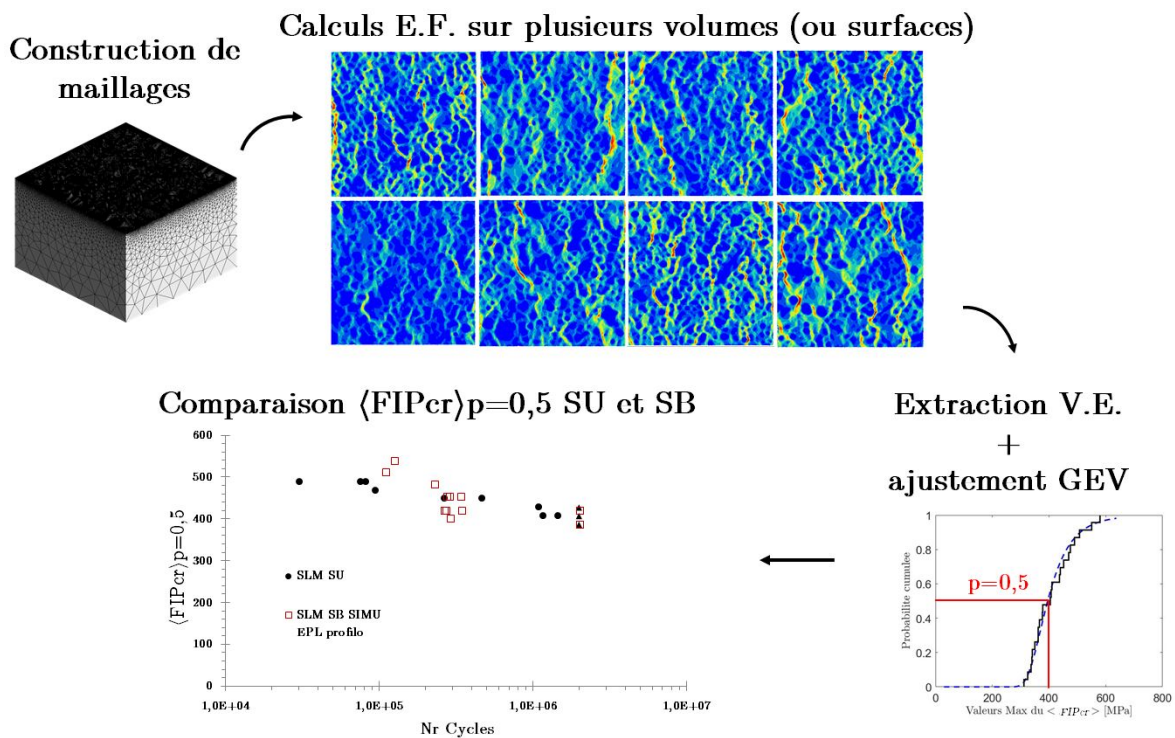 Calculs E.F. sur plusieurs volumes (ou surfaces)
Construction de
maillages
Comparaison ⟨FIPcr⟩p=0,5 SU et SB
600
500
400
300
200
100
0
⟨FIPcr⟩p=0,5
SLM SU
SLM SB SIMU
EPL profilo
1,0E-04
1,0E-05
1,0E-06
1,0E-07
Nr Cycles
Extraction V.E.
+
ajustement GEV
1
0.8
0.6
0.4
0.2
0
Probabilite cumulee
p=0,5
0
200
400
600
800
Valeurs Max du < FIPcr > [MPa]